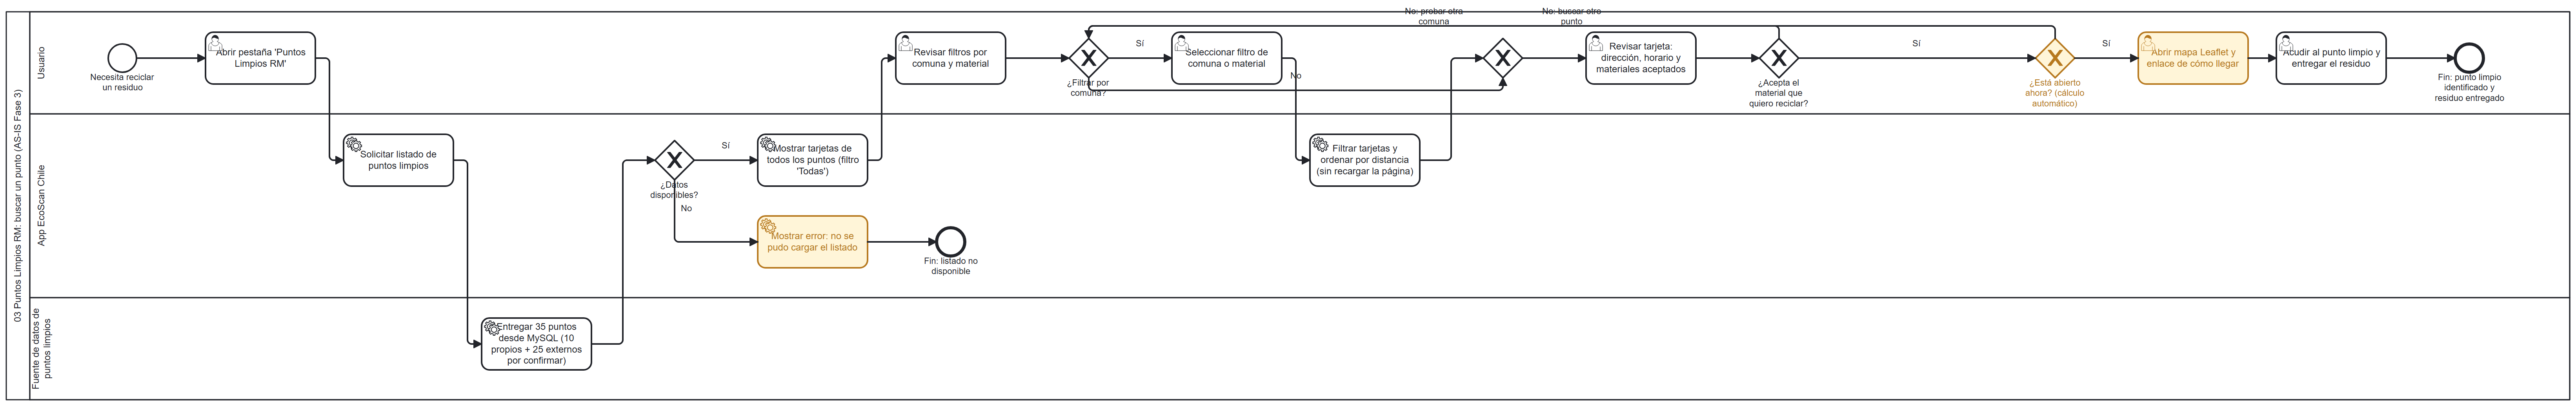 03 Puntos Limpios RM: buscar un punto (AS-IS Fase 3)
Usuario
Necesita reciclar
un residuo
Abrir pestaña 'Puntos
Limpios RM'
Revisar filtros por
comuna y material
¿Filtrar por
comuna?
Sí
No
Seleccionar filtro de
comuna o material
No: probar otra
comuna
No: buscar otro
punto
Revisar tarjeta:
dirección, horario y
materiales aceptados
¿Acepta el
material que
quiero reciclar?
Sí
¿Está abierto
ahora? (cálculo
automático)
Sí
Abrir mapa Leaflet y
enlace de cómo llegar
Acudir al punto limpio y
entregar el residuo
Fin: punto limpio
identificado y
residuo entregado
App EcoScan Chile
Solicitar listado de
puntos limpios
¿Datos
disponibles?
Sí
No
Mostrar tarjetas de
todos los puntos (filtro
'Todas')
Mostrar error: no se
pudo cargar el listado
Fin: listado no
disponible
Filtrar tarjetas y
ordenar por distancia
(sin recargar la página)
Fuente de datos de
puntos limpios
Entregar 35 puntos
desde MySQL (10
propios + 25 externos
por confirmar)